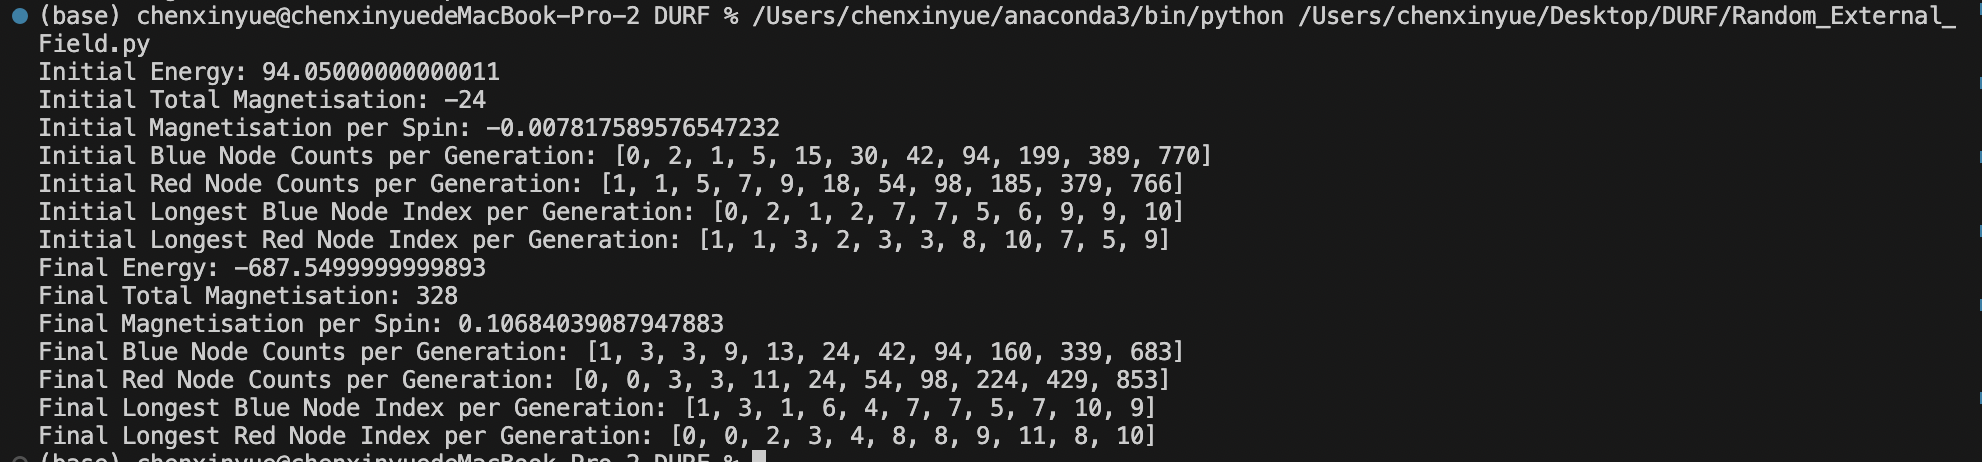 (base) chenxinyue@chenxinyuedeMacBook-Pro-2 DURF % /Users/chenxinyue/anaconda3/bin/python /Users/chenxinyue/Desktop/DURF/Random_External_
Field.py
Initial Energy: 94.05000000000011
Initial Total Magnetisation: -24
Initial Magnetisation per Spin: -0.007817589576547232
Initial Blue Node Counts per Generation: [0, 2, 1, 5, 15, 30, 42, 94, 199, 389, 770]
Initial Red Node Counts per Generation: [1, 1, 5, 7, 9, 18, 54, 98, 185, 379, 766]
Initial Longest Blue Node Index per Generation: [0, 2, 1, 2, 7, 7, 5, 6, 9, 9, 10]
Initial Longest Red Node Index per Generation: [1, 1, 3, 2, 3, 3, 8, 10, 7, 5, 9]
Final Energy: -687.5499999999893
Final Total Magnetisation: 328
Final Magnetisation per Spin: 0.10684039087947883
Final Blue Node Counts per Generation: [1, 3, 3, 9, 13, 24, 42, 94, 160, 339, 683]
Final Red Node Counts per Generation: [0, 0, 3, 3, 11, 24, 54, 98, 224, 429, 853]
Final Longest Blue Node Index per Generation: [1, 3, 1, 6, 4, 7, 7, 5, 7, 10, 9]
Final Longest Red Node Index per Generation: [0, 0, 2, 3, 4, 8, 8, 9, 11, 8, 10]
(base) chenxinyue@chenxinyuedeMacBook-Pro-2 DURF %